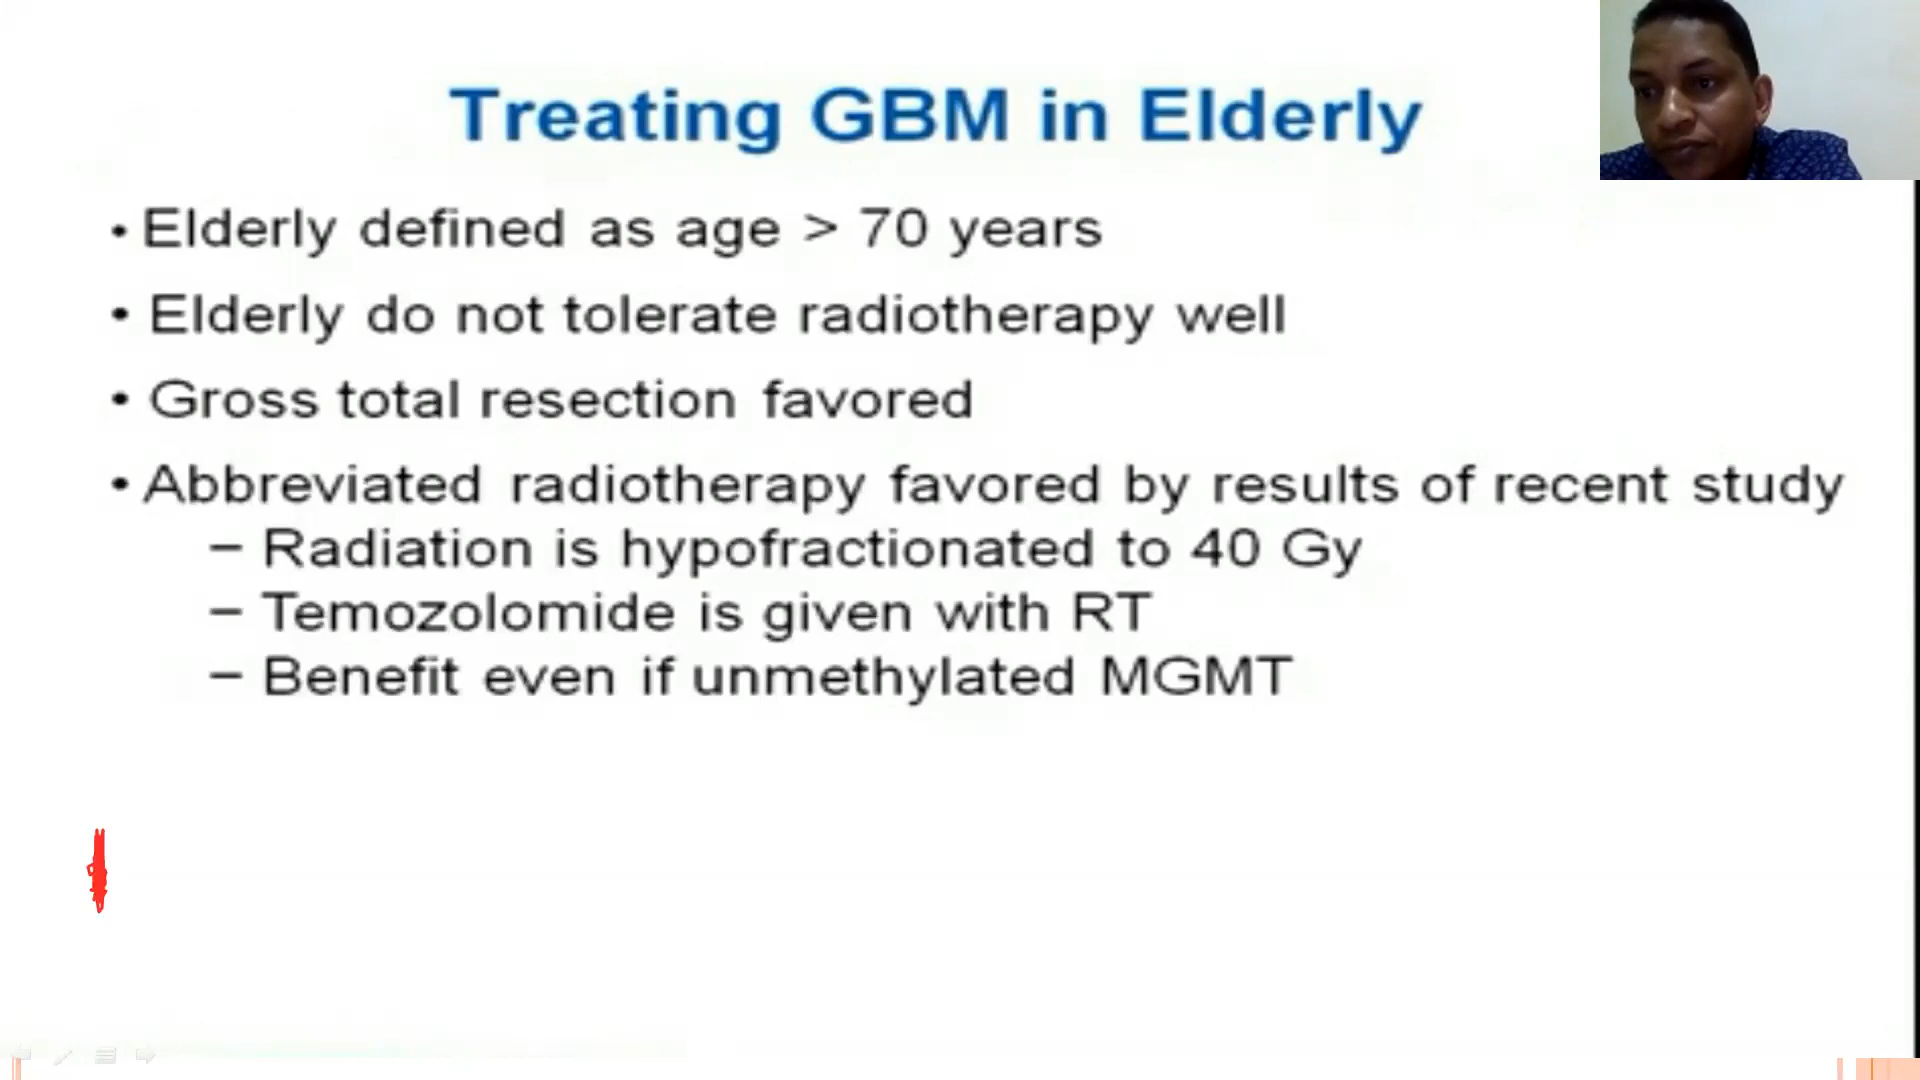 Treating GBM in Elderly
• Elderly defined as age > 70 years
• Elderly do not tolerate radiotherapy well
• Gross total resection favored
• Abbreviated radiotherapy favored by results of recent study
– Radiation is hypofractionated to 40 Gy
– Temozolomide is given with RT
– Benefit even if unmethylated MGMT